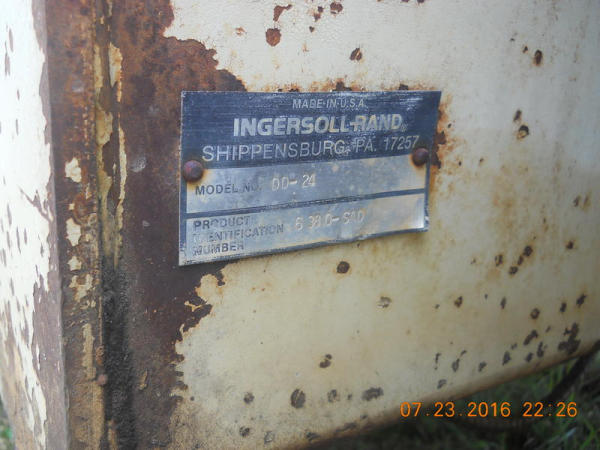 MADE IN U.S.A.
INGERSOLL-RAND®
SHIPPENSBURG, PA. 17257
MODEL NO. DD-24
PRODUCT
IDENTIFICATION
NUMBER
07.23.2016 22:26